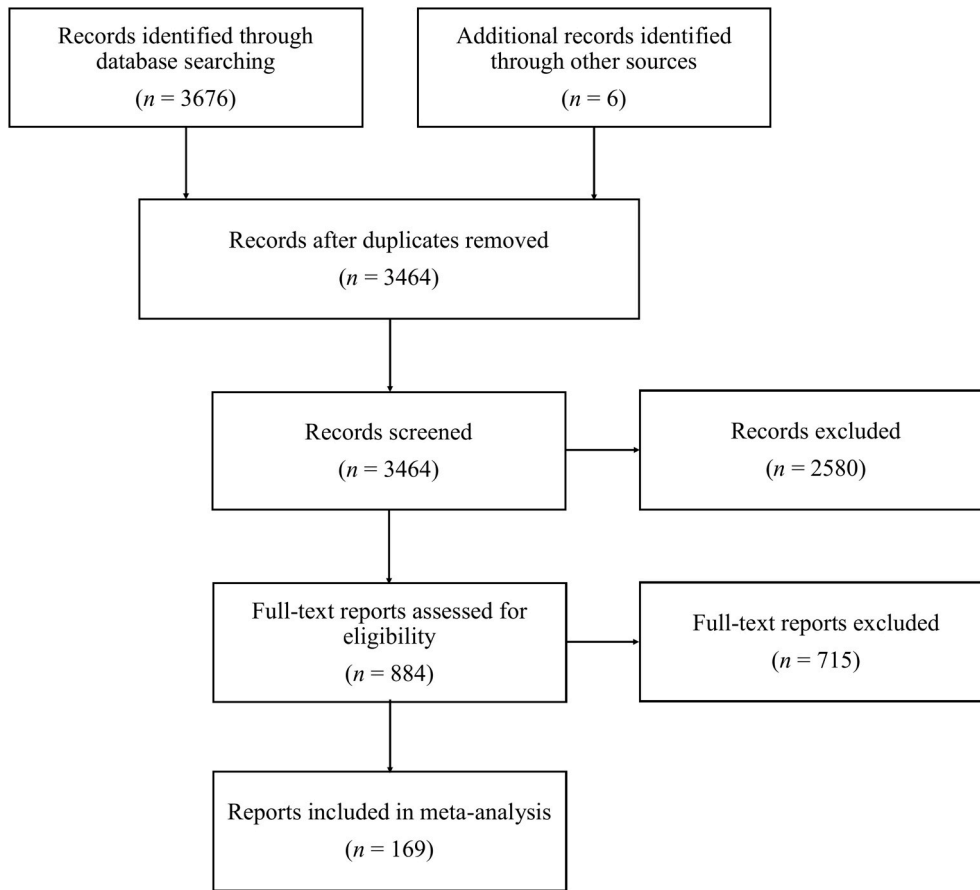 Records identified through
database searching
(n = 3676)
Additional records identified
through other sources
(n = 6)
Records after duplicates removed
(n = 3464)
Records screened
(n = 3464)
Records excluded
(n = 2580)
Full-text reports assessed for
eligibility
(n = 884)
Full-text reports excluded
(n = 715)
Reports included in meta-analysis
(n = 169)